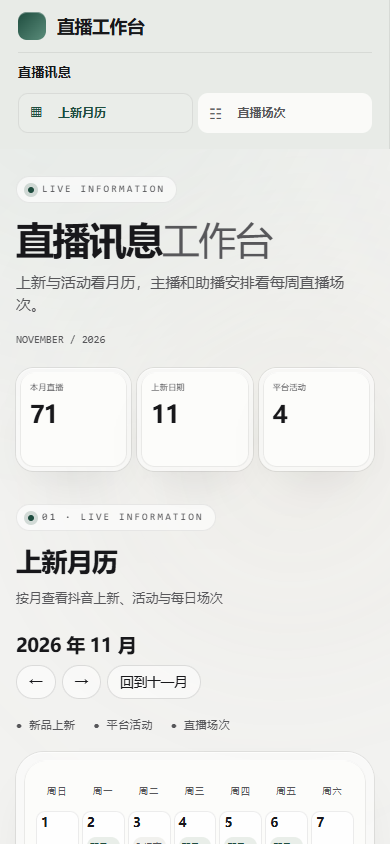 直播工作台
直播讯息
上新月历
直播场次
LIVE INFORMATION
直播讯息工作台
上新与活动看月历，主播和助播安排看每周直播场
次。
NOVEMBER / 2026
本月直播
71
上新日期
11
平台活动
4
01 · LIVE INFORMATION
上新月历
按月查看抖音上新、活动与每日场次
2026 年 11 月
← → 回到十一月
新品上新 平台活动 直播场次
周日 周一 周二 周三 周四 周五 周六
1 2 3 4 5 6 7